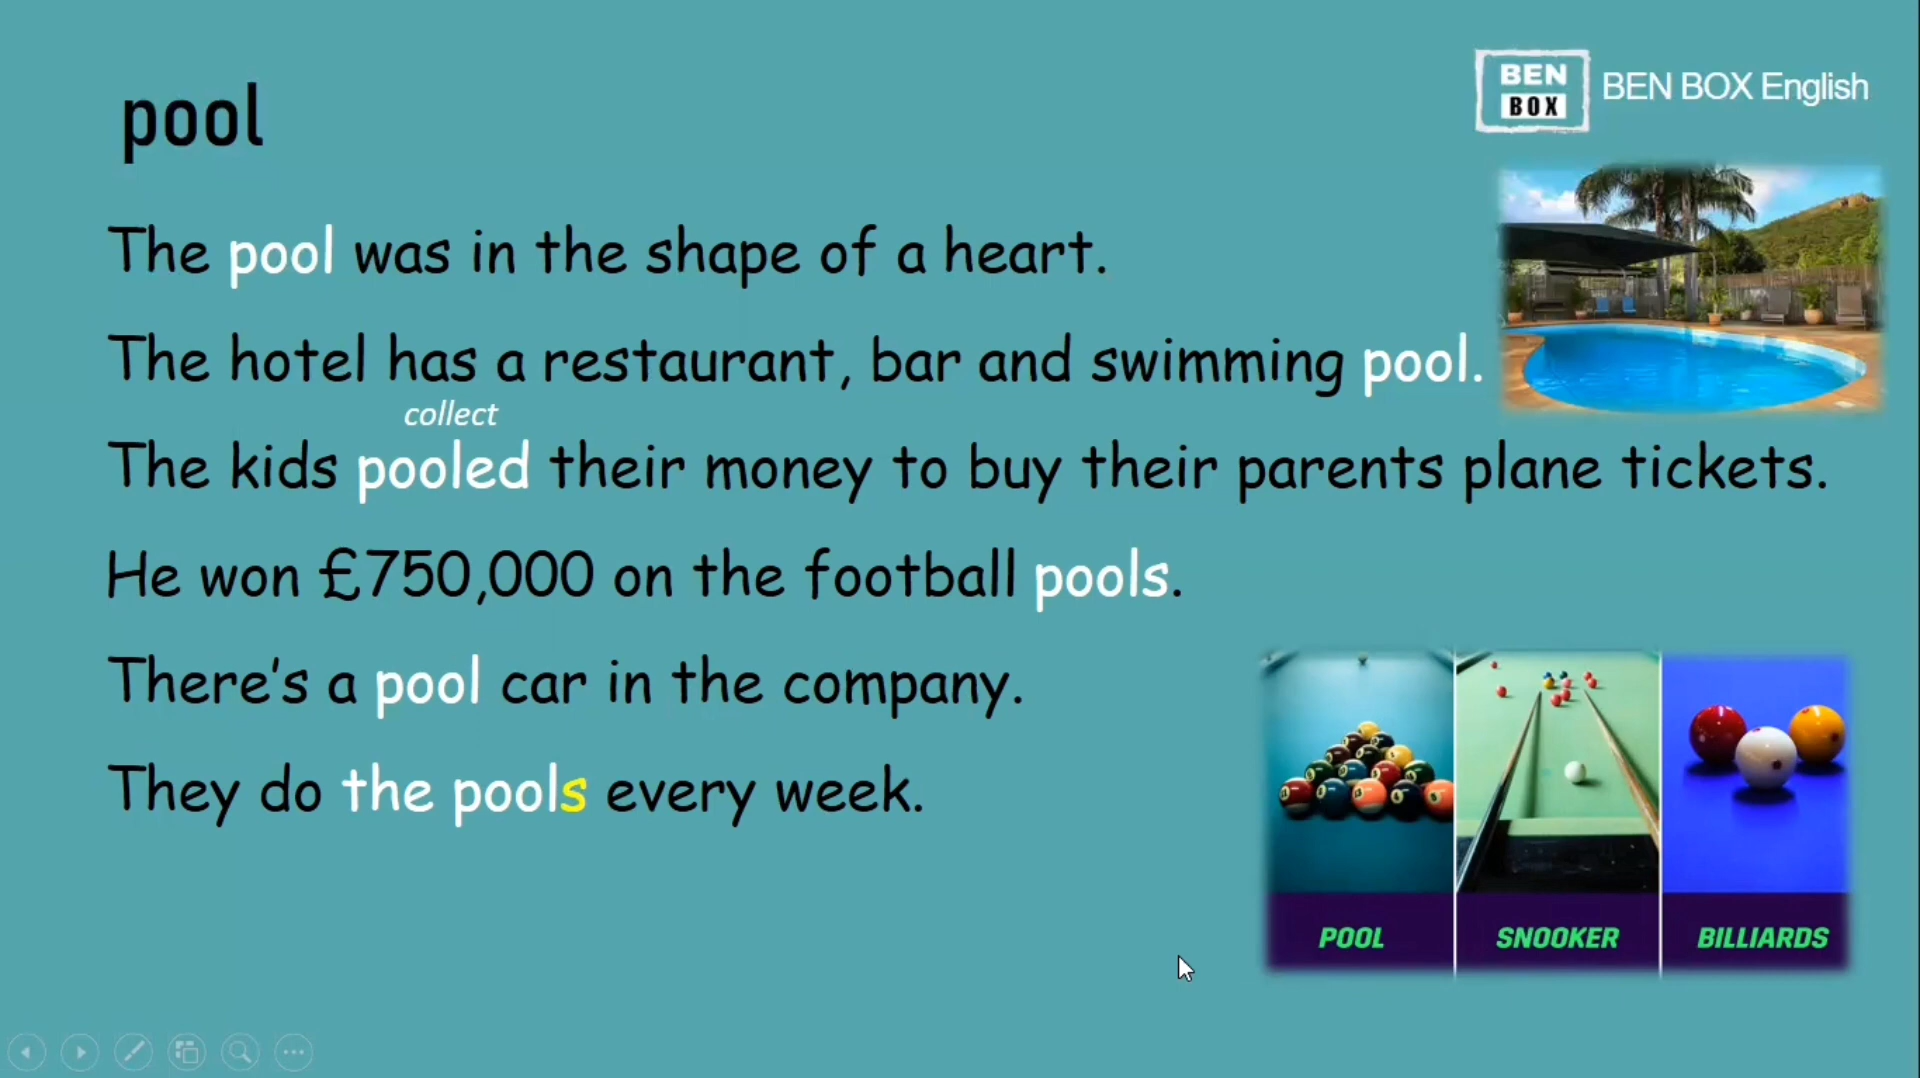 pool
BEN
BOX
BEN BOX English
The pool was in the shape of a heart.
The hotel has a restaurant, bar and swimming pool.
collect
The kids pooled their money to buy their parents plane tickets.
He won £750,000 on the football pools.
There's a pool car in the company.
They do the pools every week.
POOL
SNOOKER
BILLIARDS